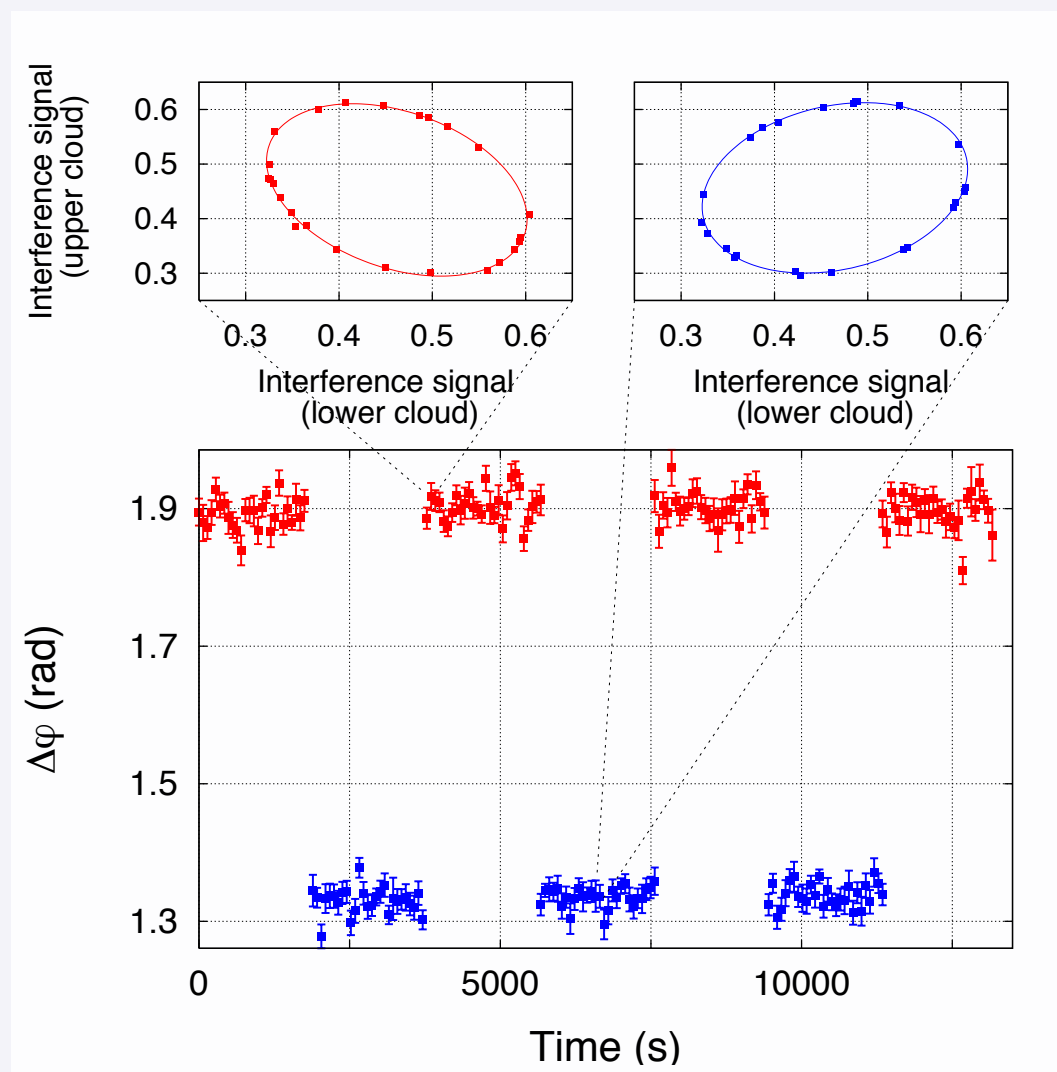 Interference signal
(upper cloud)
0.6
0.5
0.4
0.3
0.3 0.4 0.5 0.6
Interference signal
(lower cloud)
0.3 0.4 0.5 0.6
Interference signal
(lower cloud)
Δφ (rad)
1.9
1.7
1.5
1.3
0 5000 10000
Time (s)